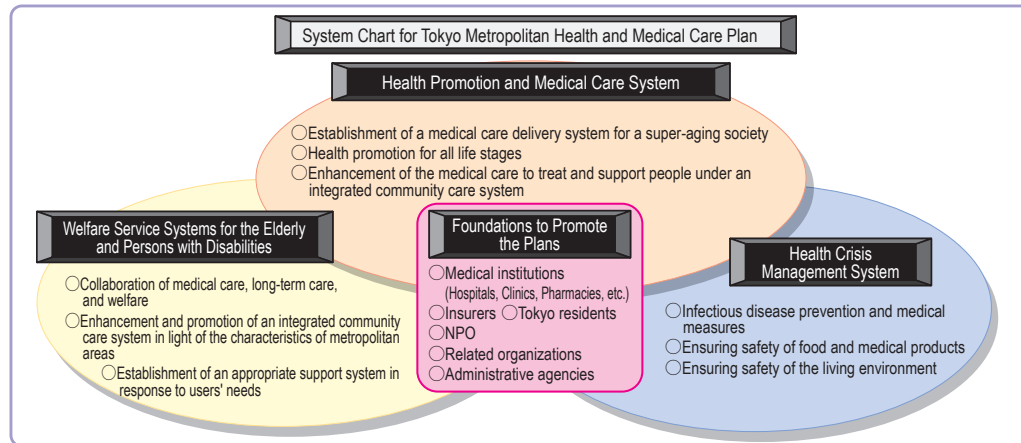 System Chart for Tokyo Metropolitan Health and Medical Care Plan
Health Promotion and Medical Care System
○Establishment of a medical care delivery system for a super-aging society
○Health promotion for all life stages
○Enhancement of the medical care to treat and support people under an
integrated community care system
Welfare Service Systems for the Elderly
and Persons with Disabilities
○Collaboration of medical care, long-term care,
and welfare
○Enhancement and promotion of an integrated community
care system in light of the characteristics of metropolitan
areas
○Establishment of an appropriate support system in
response to users' needs
Foundations to Promote
the Plans
○Medical institutions
(Hospitals, Clinics, Pharmacies, etc.)
○Insurers ○Tokyo residents
○NPO
○Related organizations
○Administrative agencies
Health Crisis
Management System
○Infectious disease prevention and medical
measures
○Ensuring safety of food and medical products
○Ensuring safety of the living environment